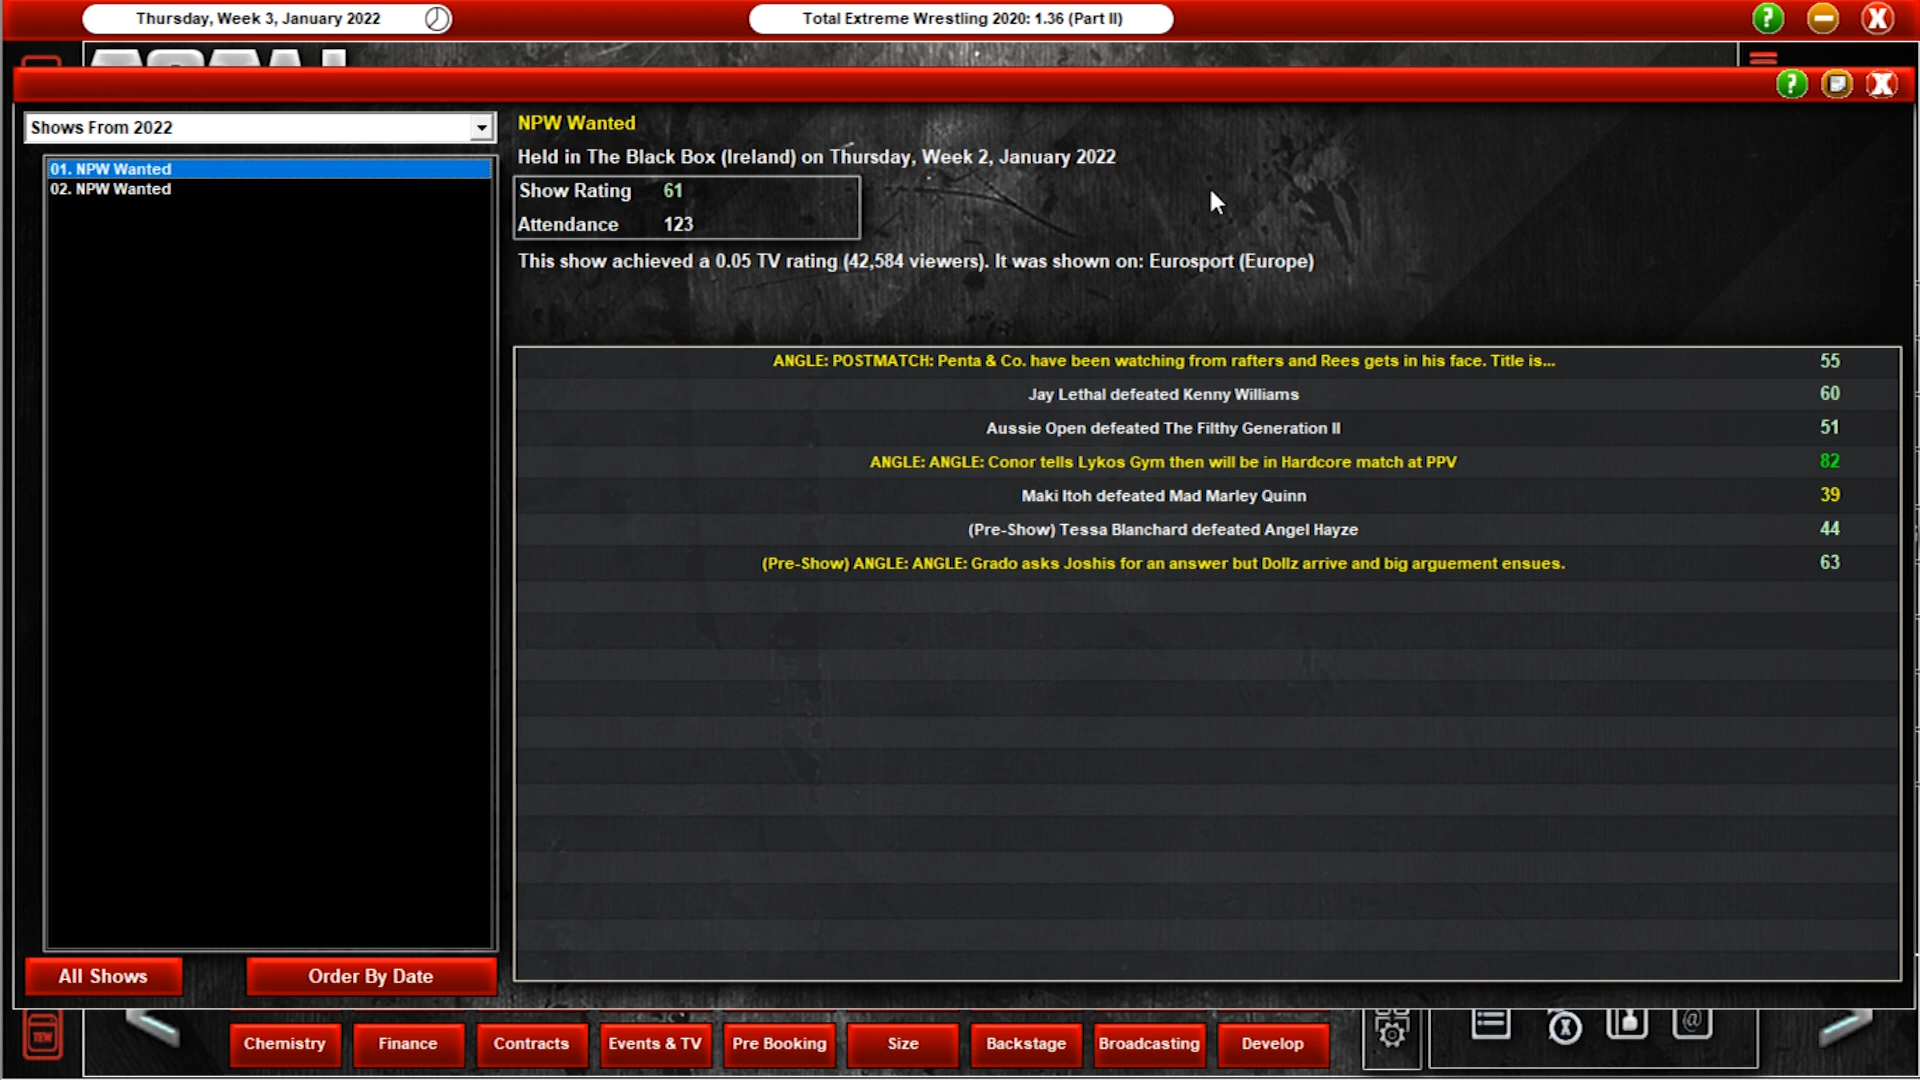 Thursday, Week 3, January 2022
Total Extreme Wrestling 2020: 1.36 (Part II)
Shows From 2022
01. NPW Wanted
02. NPW Wanted
NPW Wanted
Held in The Black Box (Ireland) on Thursday, Week 2, January 2022
Show Rating 61
Attendance 123
This show achieved a 0.05 TV rating (42,584 viewers). It was shown on: Eurosport (Europe)
ANGLE: POSTMATCH: Penta & Co. have been watching from rafters and Rees gets in his face. Title is... 55
Jay Lethal defeated Kenny Williams 60
Aussie Open defeated The Filthy Generation II 51
ANGLE: ANGLE: Conor tells Lykos Gym then will be in Hardcore match at PPV 82
Maki Itoh defeated Mad Marley Quinn 39
(Pre-Show) Tessa Blanchard defeated Angel Hayze 44
(Pre-Show) ANGLE: ANGLE: Grado asks Joshis for an answer but Dollz arrive and big arguement ensues. 63
All Shows
Order By Date
TEW
Chemistry
Finance
Contracts
Events & TV
Pre Booking
Size
Backstage
Broadcasting
Develop